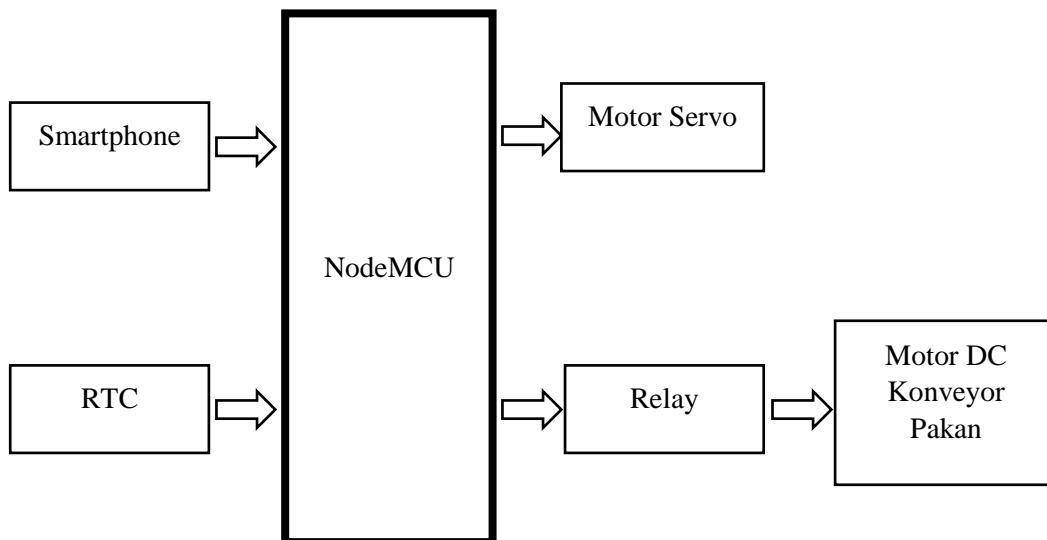 Smartphone
Motor Servo
NodeMCU
RTC
Relay
Motor DC
Konveyor
Pakan